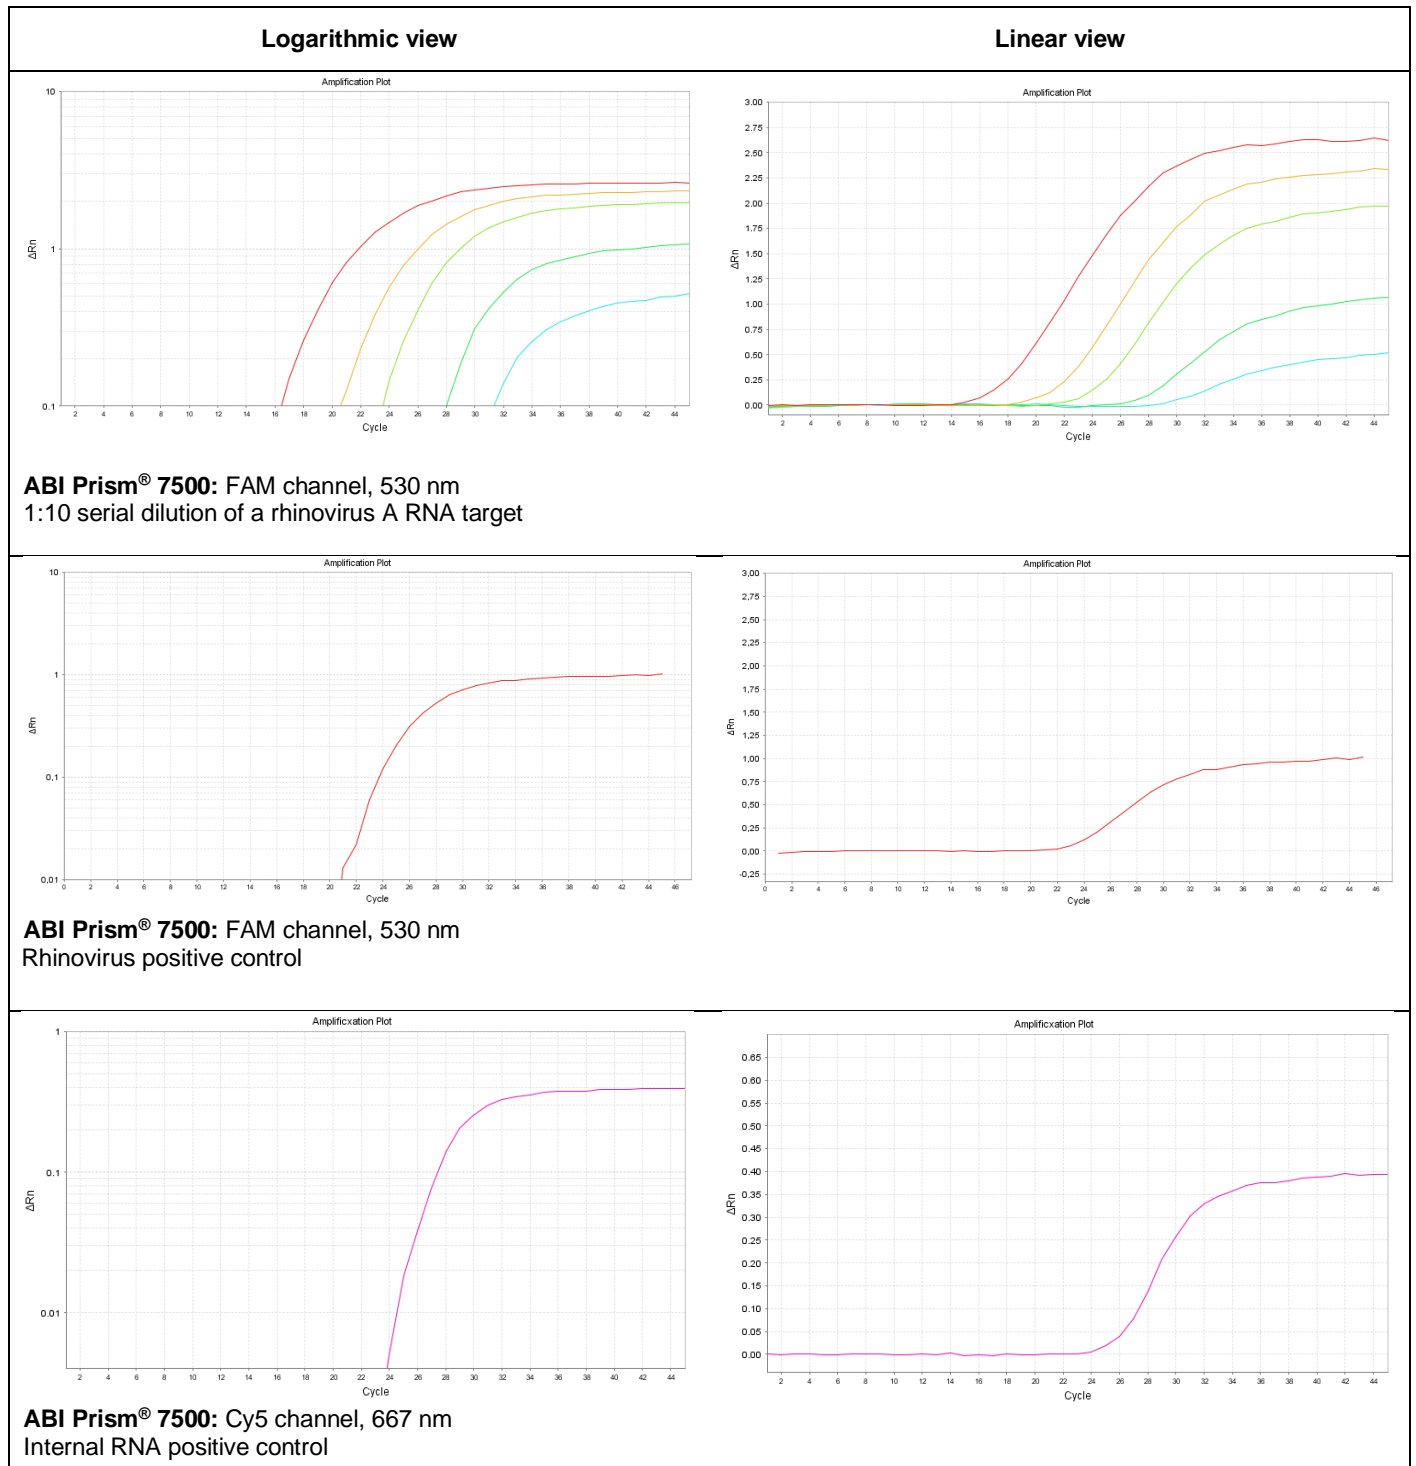 Logarithmic view
Linear view
Amplification Plot
10
1
0.1
ΔRn
2 4 6 8 10 12 14 16 18 20 22 24 26 28 30 32 34 36 38 40 42 44
Cycle
Amplification Plot
3.00
2.75
2.50
2.25
2.00
1.75
1.50
1.25
1.00
0.75
0.50
0.25
0.00
ΔRn
2 4 6 8 10 12 14 16 18 20 22 24 26 28 30 32 34 36 38 40 42 44
Cycle
ABI Prism® 7500: FAM channel, 530 nm
1:10 serial dilution of a rhinovirus A RNA target
Amplification Plot
10
1
0,1
0,01
ΔRn
0 2 4 6 8 10 12 14 16 18 20 22 24 26 28 30 32 34 36 38 40 42 44 46
Cycle
Amplification Plot
3,00
2,75
2,50
2,25
2,00
1,75
1,50
1,25
1,00
0,75
0,50
0,25
0,00
-0,25
ΔRn
0 2 4 6 8 10 12 14 16 18 20 22 24 26 28 30 32 34 36 38 40 42 44 46
Cycle
ABI Prism® 7500: FAM channel, 530 nm
Rhinovirus positive control
Amplificxation Plot
1
0.1
0.01
ΔRn
2 4 6 8 10 12 14 16 18 20 22 24 26 28 30 32 34 36 38 40 42 44
Cycle
Amplificxation Plot
0.65
0.60
0.55
0.50
0.45
0.40
0.35
0.30
0.25
0.20
0.15
0.10
0.05
0.00
ΔRn
2 4 6 8 10 12 14 16 18 20 22 24 26 28 30 32 34 36 38 40 42 44
Cycle
ABI Prism® 7500: Cy5 channel, 667 nm
Internal RNA positive control